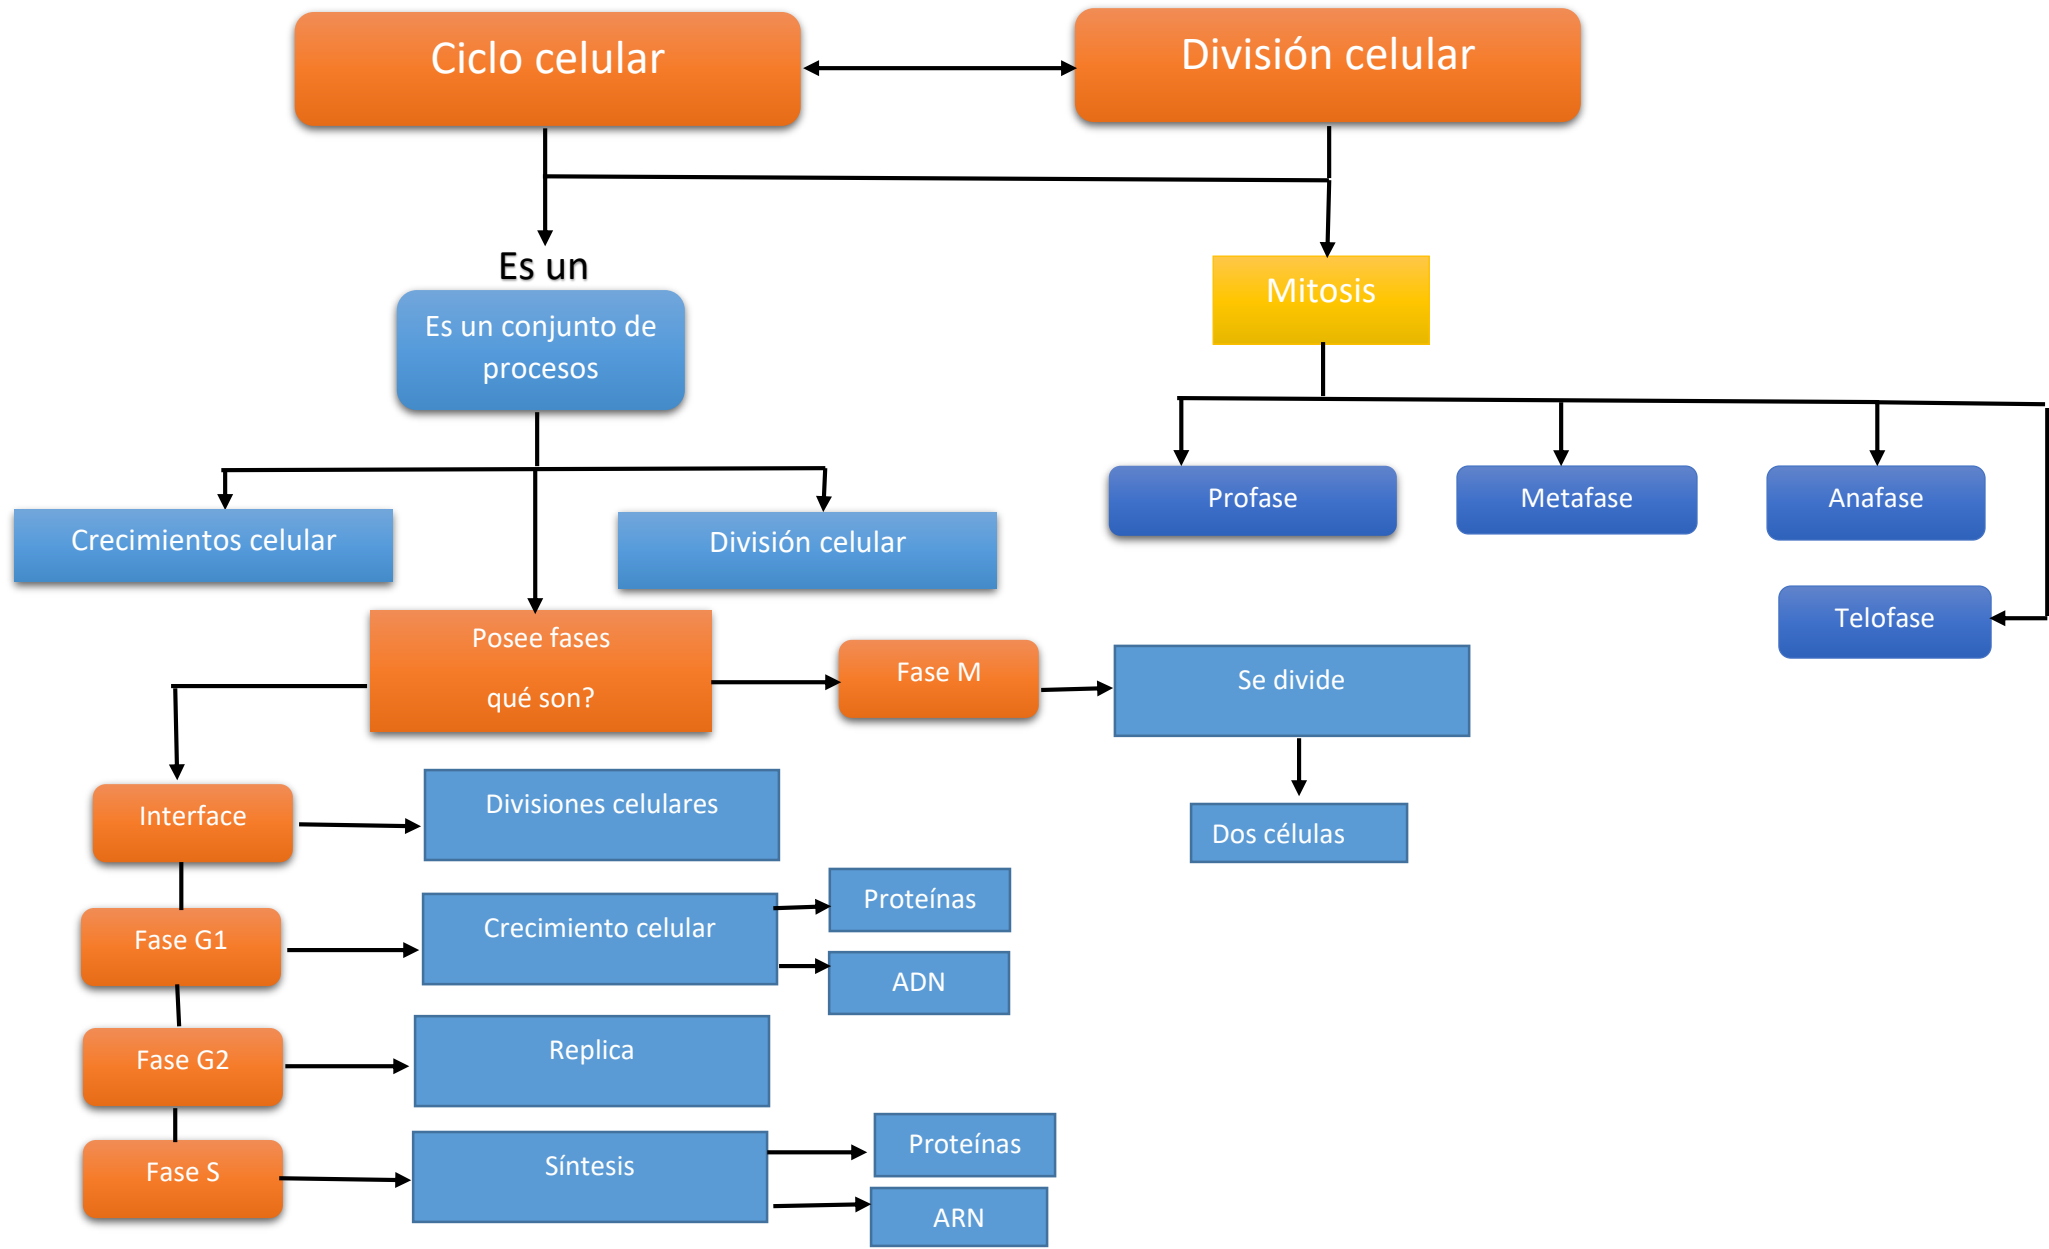 Ciclo celular
División celular
Es un
Es un conjunto de
procesos
Mitosis
Profase
Metafase
Anafase
Telofase
Crecimientos celular
División celular
Posee fases
qué son?
Fase M
Se divide
Dos células
Interface
Divisiones celulares
Fase G1
Crecimiento celular
Proteínas
ADN
Fase G2
Replica
Fase S
Síntesis
Proteínas
ARN